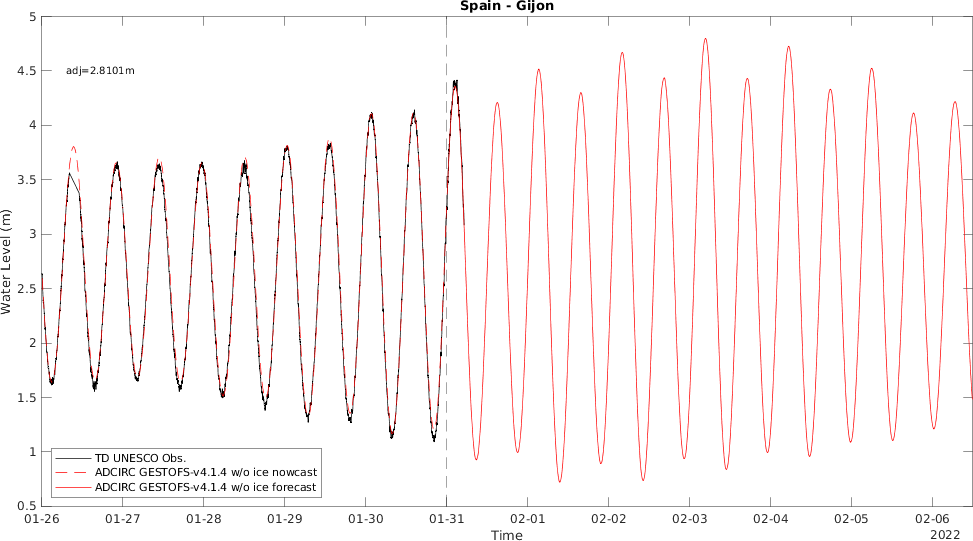 Spain - Gijon
adj=2.8101m
5
4.5
4
3.5
3
2.5
2
1.5
1
0.5
Water Level (m)
TD UNESCO Obs.
ADCIRC GESTOFS-v4.1.4 w/o ice nowcast
ADCIRC GESTOFS-v4.1.4 w/o ice forecast
01-26 01-27 01-28 01-29 01-30 01-31 02-01 02-02 02-03 02-04 02-05 02-06
Time
2022